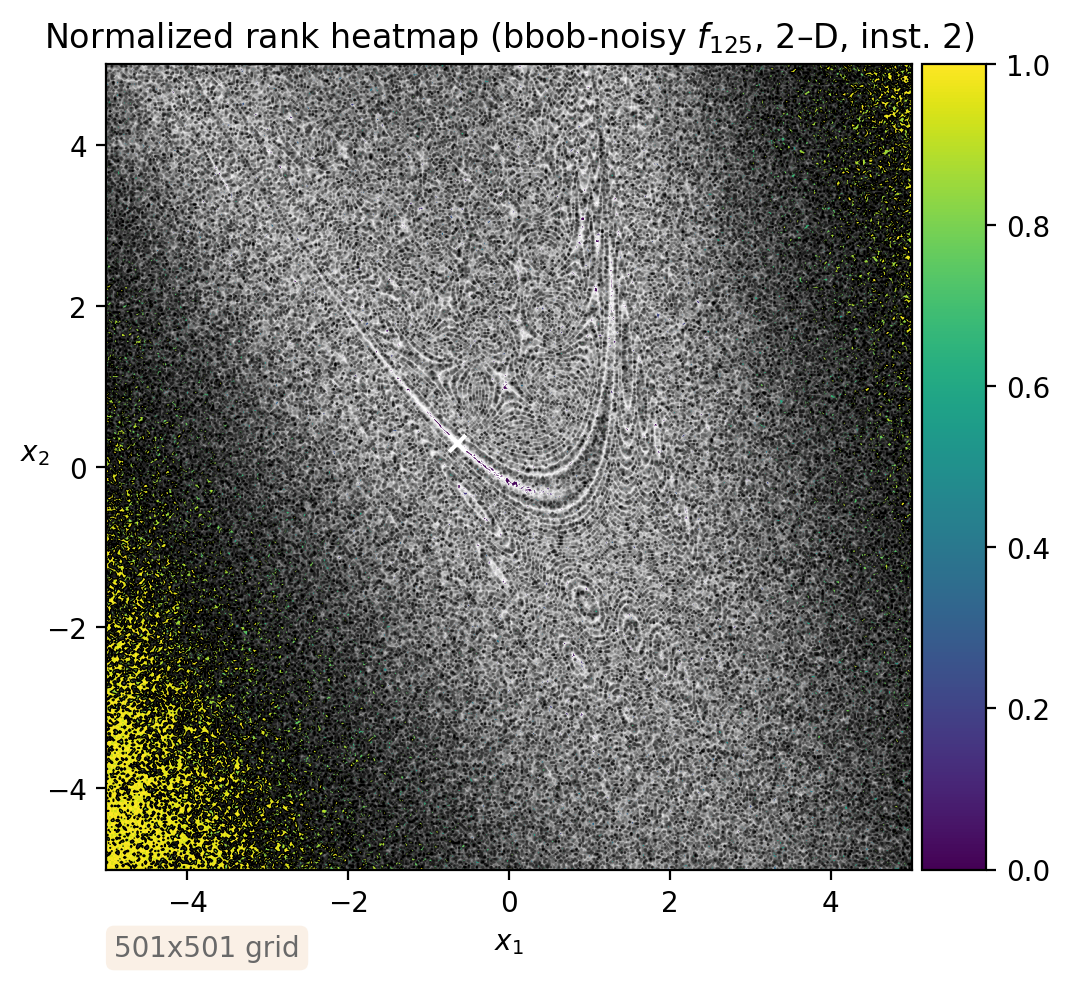 Normalized rank heatmap (bbob-noisy f₁₂₅, 2–D, inst. 2)
1.0
0.8
0.6
0.4
0.2
0.0
4
2
0
−2
−4
x₂
−4 −2 0 2 4
x₁
501x501 grid